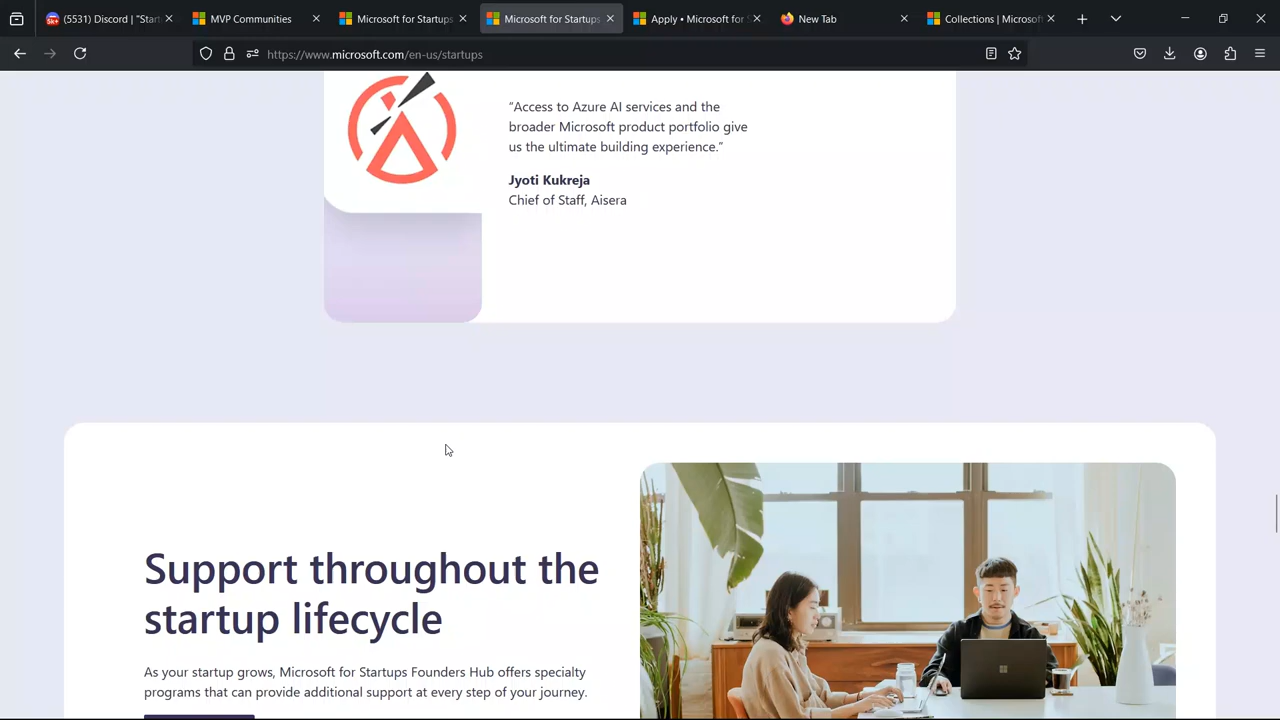 (5531) Discord | "Start
MVP Communities
Microsoft for Startups
Microsoft for Startups
Apply • Microsoft for S
New Tab
Collections | Microsoft
https://www.microsoft.com/en-us/startups
“Access to Azure AI services and the
broader Microsoft product portfolio give
us the ultimate building experience.”
Jyoti Kukreja
Chief of Staff, Aisera
Support throughout the
startup lifecycle
As your startup grows, Microsoft for Startups Founders Hub offers specialty
programs that can provide additional support at every step of your journey.